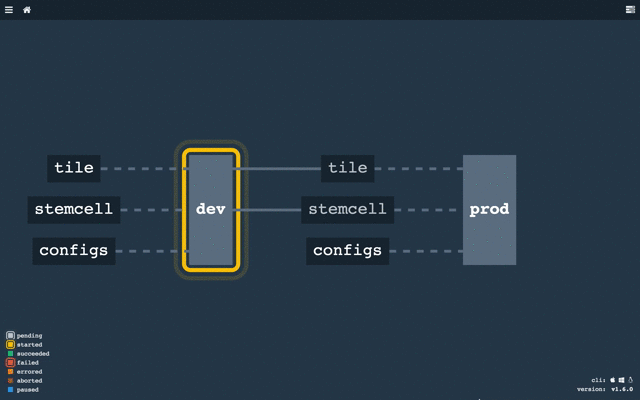 tile
tile
stemcell
dev
stemcell
prod
configs
configs
pending
started
succeeded
failed
errored
aborted
paused
cli:
version: v1.6.0